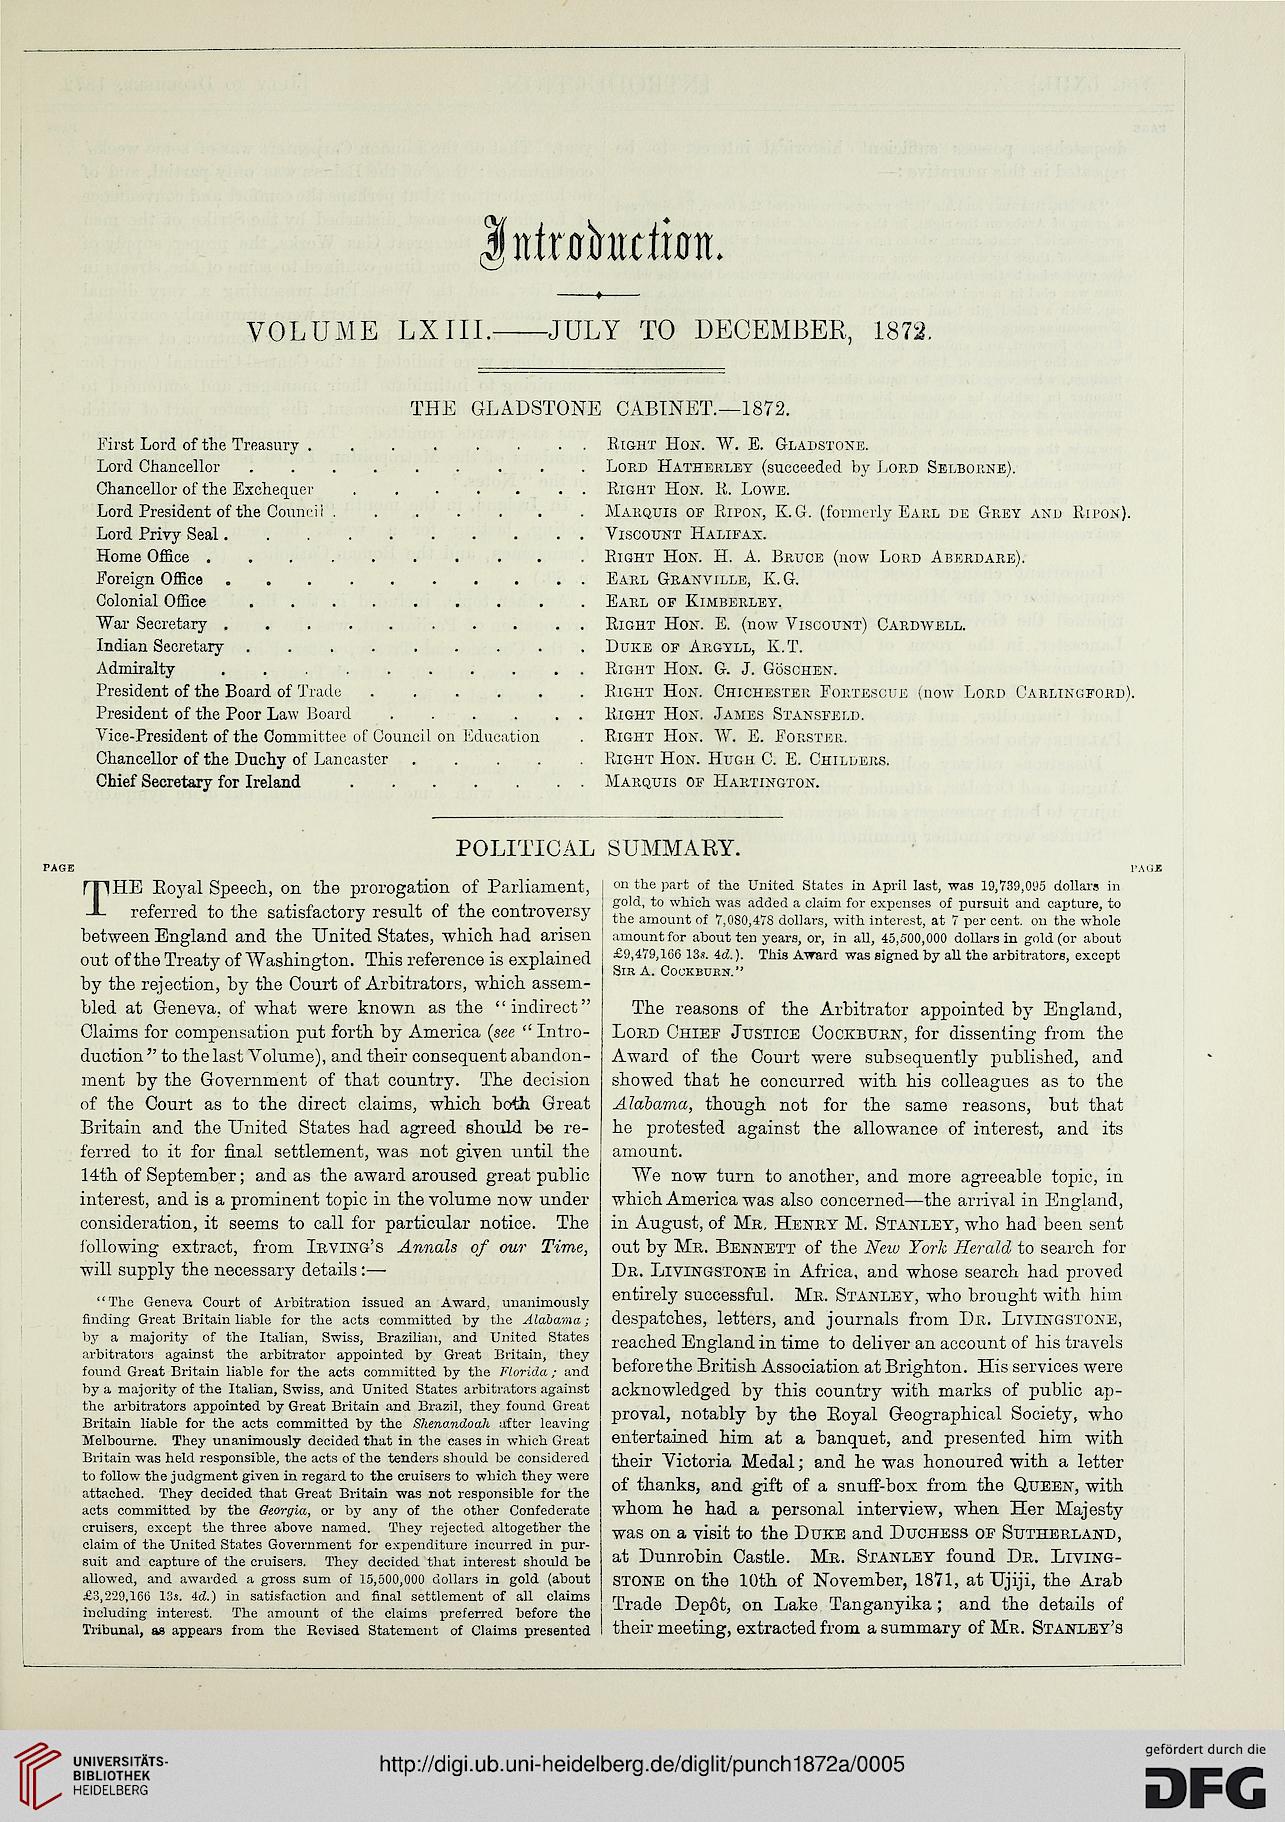 Introduction.
VOLUME LXIII.——JULY TO DECEMBER, 1872.
THE GLADSTONE CABINET.—1872.
First Lord of the Treasury . . . . . . . . RIGHT HON. W. E. GLADSTONE.
Lord Chancellor . . . . . . . . . LORD HATHERLEY (succeeded by LORD SELBORNE).
Chancellor of the Exchequer . . . . . . . RIGHT HON. R. LOWE.
Lord President of the Council . . . . . . . MARQUIS OF RIPON, K.G. (formerly EARL DE GREY AND RIPON).
Lord Privy Seal . . . . . . . . . . VISCOUNT HALIFAX.
Home Office . . . . . . . . . . RIGHT HON. H. A. BRUCE (now LORD ABERDARE).
Foreign Office . . . . . . . . . . EARL GRANVILLE, K.G.
Colonial Office . . . . . . . . . EARL OF KIMBERLEY.
War Secretary . . . . . . . . . . RIGHT HON. E. (now VISCOUNT) CARDWELL.
Indian Secretary . . . . . . . . . DUKE OF ARGYLL, K.T.
Admiralty . . . . . . . . . . RIGHT HON. G. J. GÖSCHEN.
President of the Board of Trade . . . . . . RIGHT HON. CHICHESTER FORTESCUE (now LORD CARLINGFORD).
President of the Poor Law Board . . . . . . RIGHT HON. JAMES STANSFELD.
Vice-President of the Committee of Council on Education . RIGHT HON. W. E. FORSTER.
Chancellor of the Duchy of Lancaster . . . . . RIGHT HON. HUGH C. E. CHILDERS.
Chief Secretary for Ireland . . . . . . . MARQUIS OF HARTINGTON.
POLITICAL SUMMARY.
PAGE
THE Royal Speech, on the prorogation of Parliament,
referred to the satisfactory result of the controversy
between England and the United States, which had arisen
out of the Treaty of Washington. This reference is explained
by the rejection, by the Court of Arbitrators, which assem-
bled at Geneva, of what were known as the "indirect"
Claims for compensation put forth by America (see "Intro-
duction" to the last Volume), and their consequent abandon-
ment by the Government of that country. The decision
of the Court as to the direct claims, which both Great
Britain and the United States had agreed should be re-
ferred to it for final settlement, was not given until the
14th of September; and as the award aroused great public
interest, and is a prominent topic in the volume now under
consideration, it seems to call for particular notice. The
following extract, from IRVING'S Annals of our Time,
will supply the necessary details:—
"The Geneva Court of Arbitration issued an Award, unanimously
finding Great Britain liable for the acts committed by the Alabama;
by a majority of the Italian, Swiss, Brazilian, and United States
arbitrators against the arbitrator appointed by Great Britain, they
found Great Britain liable for the acts committed by the Florida; and
by a majority of the Italian, Swiss, and United States arbitrators against
the arbitrators appointed by Great Britain and Brazil, they found Great
Britain liable for the acts committed by the Shenandoah after leaving
Melbourne. They unanimously decided that in the cases in which Great
Britain was held responsible, the acts of the tenders should be considered
to follow the judgment given in regard to the cruisers to which they were
attached. They decided that Great Britain was not responsible for the
acts committed by the Georgia, or by any of the other Confederate
cruisers, except the three above named. They rejected altogether the
claim of the United States Government for expenditure incurred in pur-
suit and capture of the cruisers. They decided that interest should be
allowed, and awarded a gross sum of 15,500,000 dollars in gold (about
£3,229,166 13s. 4d.) in satisfaction and final settlement of all claims
including interest. The amount of the claims preferred before the
Tribunal, as appears from the Revised Statement of Claims presented
PAGE
on the part of the United States in April last, was 19,739,095 dollars in
gold, to which was added a claim for expenses of pursuit and capture, to
the amount of 7,080,478 dollars, with interest, at 7 per cent. on the whole
amount for about ten years, or, in all, 45,500,000 dollars in gold (or about
£9,479,166 13s. 4d.). This Award was signed by all the arbitrators, except
SIR A. COCKBURN."
The reasons of the Arbitrator appointed by England,
LORD CHIEF JUSTICE COCKBURN, for dissenting from the
Award of the Court were subsequently published, and
showed that he concurred with his colleagues as to the
Alabama, though not for the same reasons, but that
he protested against the allowance of interest, and its
amount.
We now turn to another, and more agreeable topic, in
which America was also concerned—the arrival in England,
in August, of MR. HENRY M. STANLEY, who had been sent
out by MR. BENNETT of the New York Herald to search for
DR. LIVINGSTONE in Africa, and whose search had proved
entirely successful. MR. STANLEY, who brought with him
despatches, letters, and journals from DR. LIVINGSTONE,
reached England in time to deliver an account of his travels
before the British Association at Brighton. His services were
acknowledged by this country with marks of public ap-
proval, notably by the Royal Geographical Society, who
entertained him at a banquet, and presented him with
their Victoria Medal; and he was honoured with a letter
of thanks, and gift of a snuff-box from the QUEEN, with
whom he had a personal interview, when Her Majesty
was on a visit to the DUKE and DUCHESS OF SUTHERLAND,
at Dunrobin Castle. MR. STANLEY found DR. LIVING-
STONE on the 10th of November, 1871, at Ujiji, the Arab
Trade Depôt, on Lake Tanganyika; and the details of
their meeting, extracted from a summary of MR. STANLEY'S
UNIVERSITÄTS-
BIBLIOTHEK
HEIDELBERG
http://digi.ub.uni-heidelberg.de/diglit/punch1872a/0005
gefördert durch die
DFG